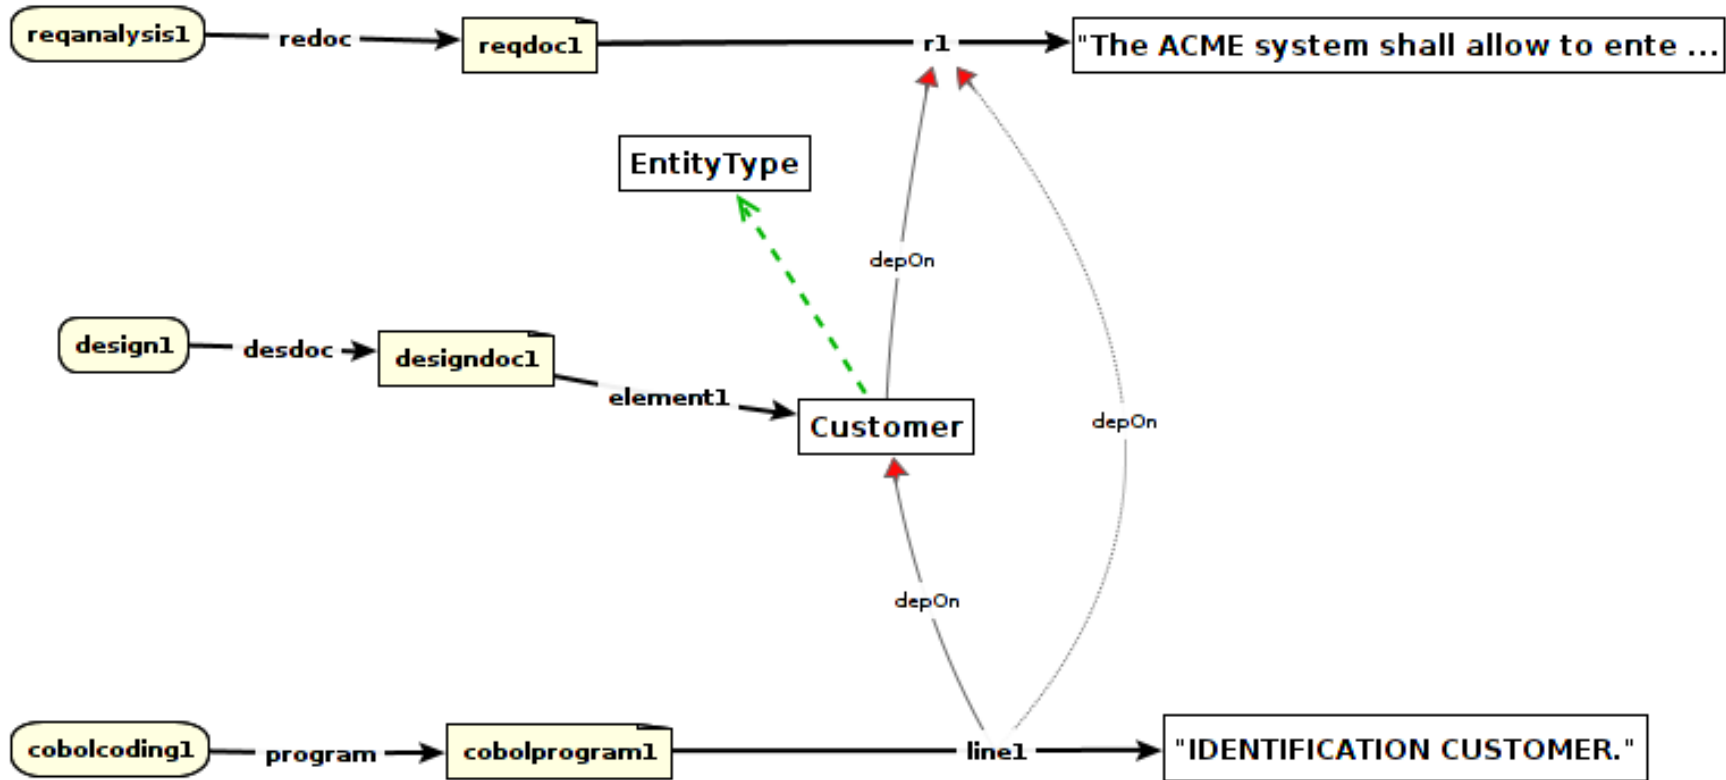 reqanalysis1
redoc
reqdoc1
r1
"The ACME system shall allow to ente ...
EntityType
depOn
design1
desdoc
designdoc1
element1
Customer
depOn
depOn
cobolcoding1
program
cobolprogram1
line1
"IDENTIFICATION CUSTOMER."